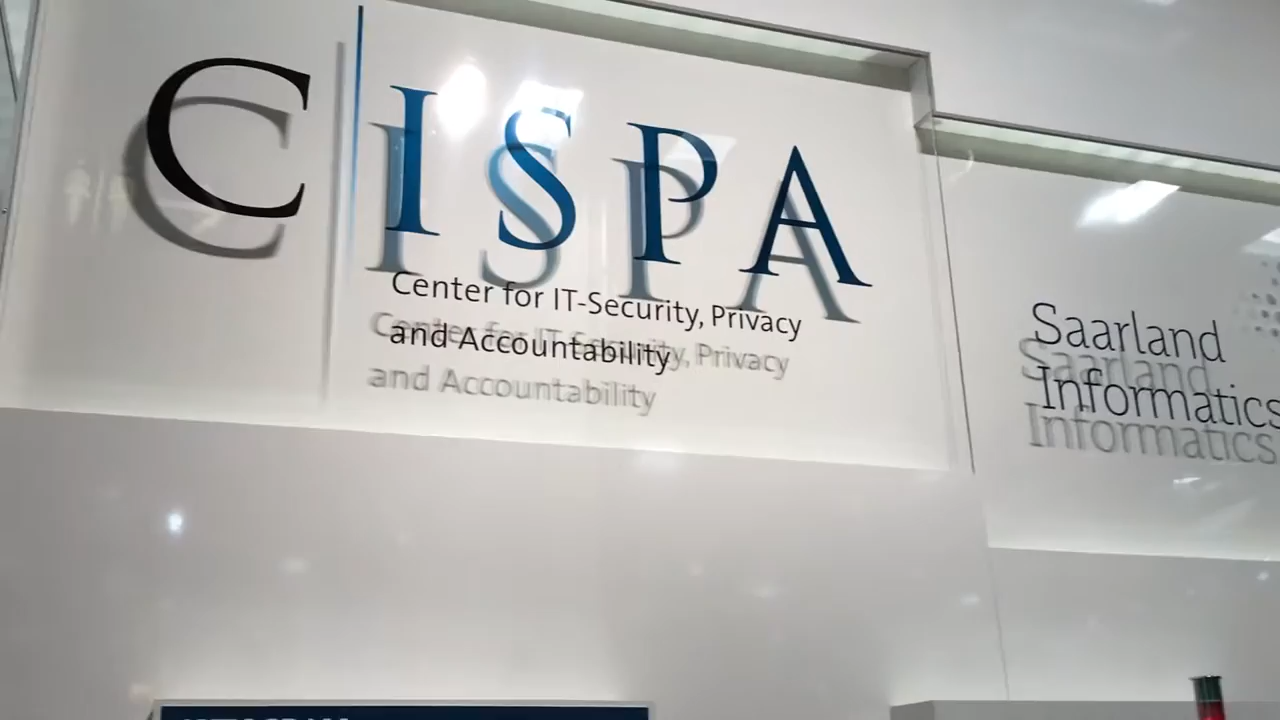 CISPA
Center for IT-Security, Privacy
and Accountability
Saarland
Informatics